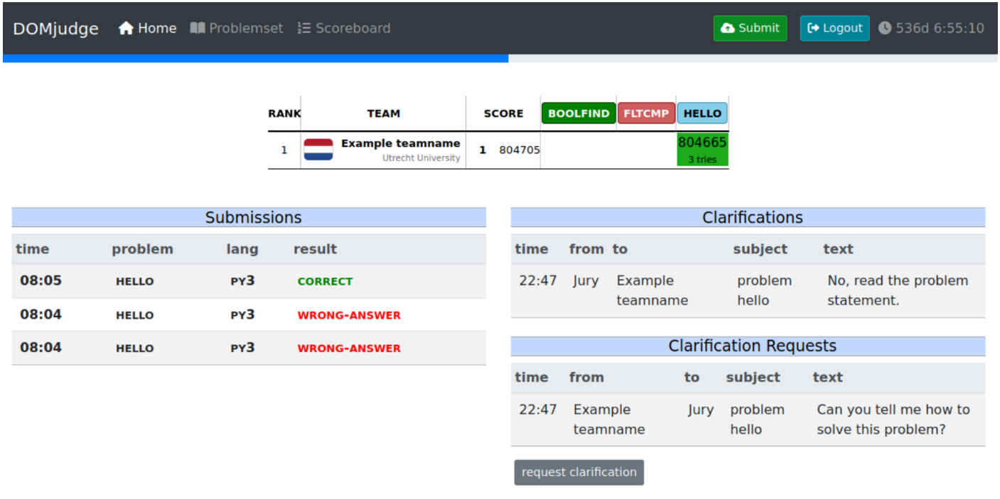 DOMjudge Home Problemset Scoreboard Submit Logout 536d 6:55:10
RANK TEAM SCORE BOOLFIND FLTCMP HELLO
1 Example teamname 1 804705 804665
Utrecht University 3 tries
Submissions
time problem lang result
08:05 HELLO PY3 CORRECT
08:04 HELLO PY3 WRONG-ANSWER
08:04 HELLO PY3 WRONG-ANSWER
Clarifications
time from to subject text
22:47 Jury Example problem No, read the problem
teamname hello statement.
Clarification Requests
time from to subject text
22:47 Example Jury problem Can you tell me how to
teamname hello solve this problem?
request clarification